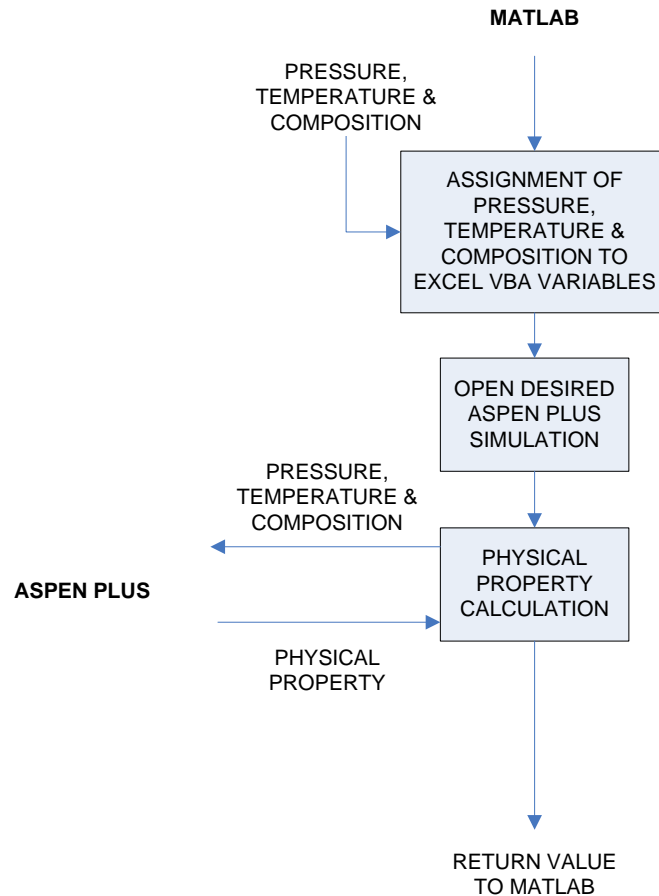 MATLAB
PRESSURE,
TEMPERATURE &
COMPOSITION
ASSIGNMENT OF
PRESSURE,
TEMPERATURE &
COMPOSITION TO
EXCEL VBA VARIABLES
OPEN DESIRED
ASPEN PLUS
SIMULATION
PRESSURE,
TEMPERATURE &
COMPOSITION
PHYSICAL
PROPERTY
CALCULATION
ASPEN PLUS
PHYSICAL
PROPERTY
RETURN VALUE
TO MATLAB